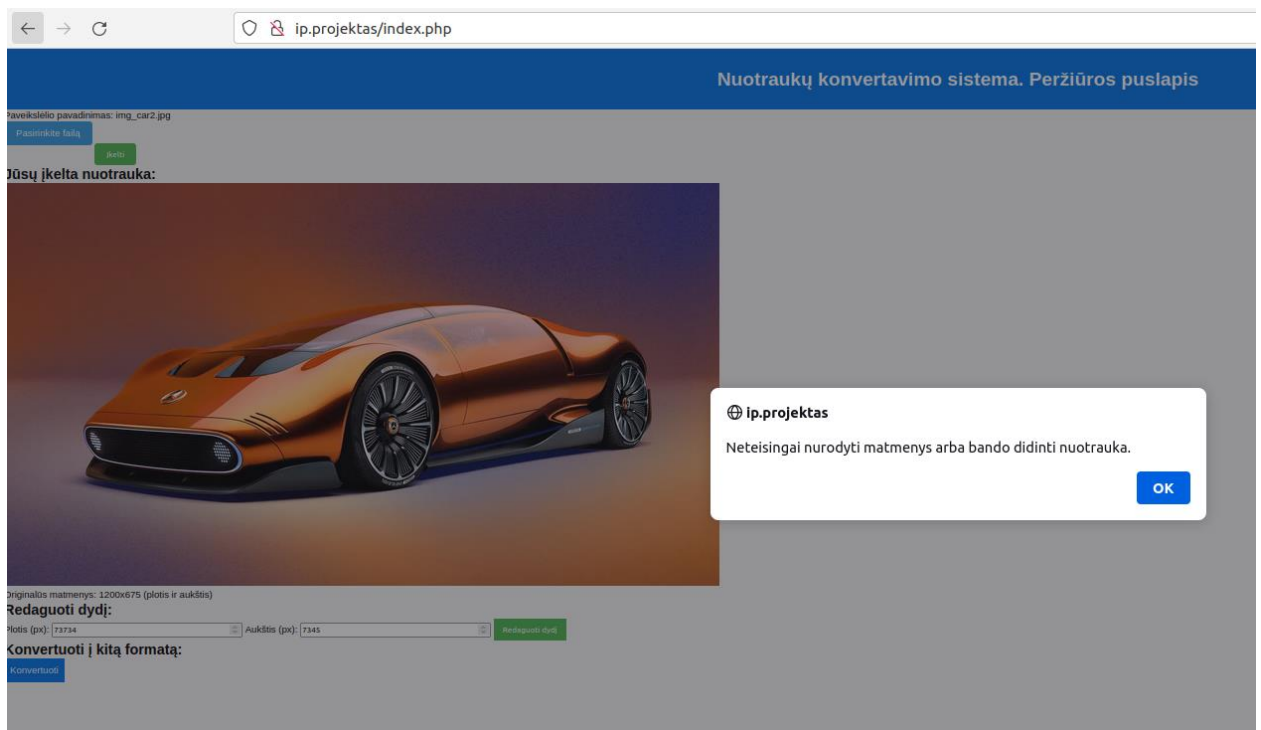 ip.projektas/index.php
Nuotraukų konvertavimo sistema. Peržiūros puslapis
Paveikslėlio pavadinimas: img_car2.jpg
Pasirinkite failą
Įkelti
Jūsų įkelta nuotrauka:
ip.projektas
Neteisingai nurodyti matmenys arba bando didinti nuotrauka.
OK
Originalūs matmenys: 1200x675 (plotis ir aukštis)
Redaguoti dydį:
Plotis (px): 73734 Aukštis (px): 7345 Redaguoti dydį
Konvertuoti į kitą formatą:
Konvertuoti